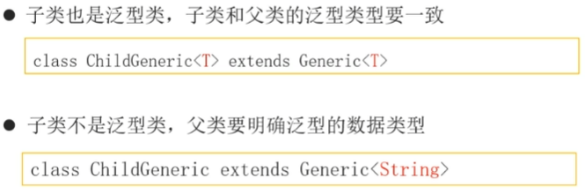 ● 子类也是泛型类，子类和父类的泛型类型要一致
class ChildGeneric<T> extends Generic<T>
● 子类不是泛型类，父类要明确泛型的数据类型
class ChildGeneric extends Generic<String>